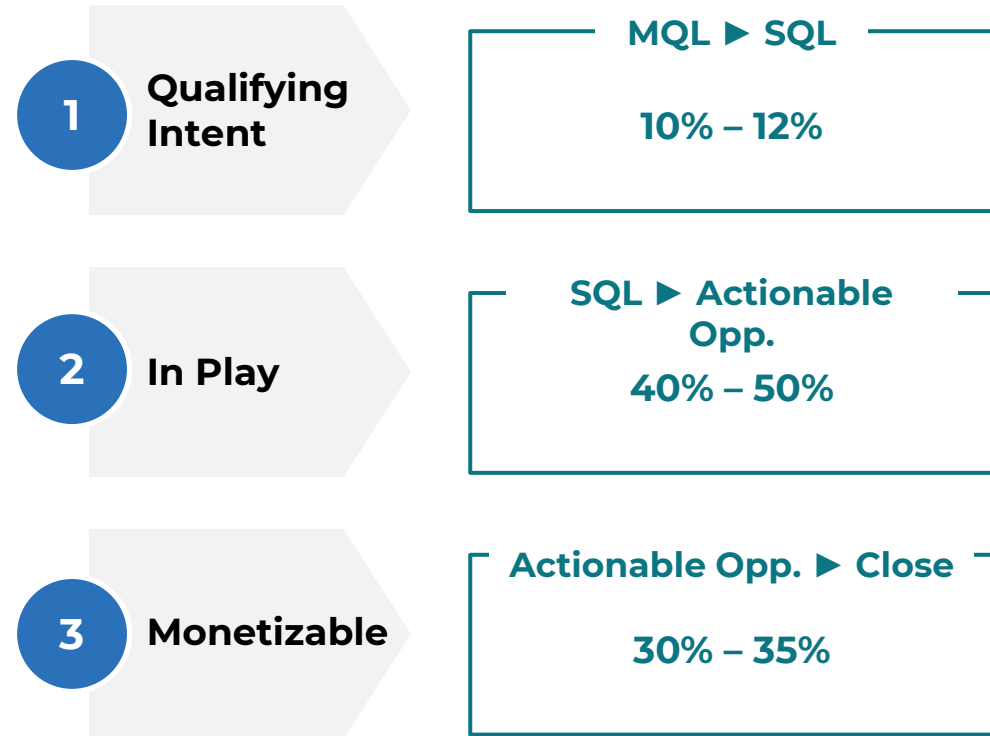 1
Qualifying
Intent
MQL ► SQL
10% – 12%
2
In Play
SQL ► Actionable
Opp.
40% – 50%
3
Monetizable
Actionable Opp. ► Close
30% – 35%